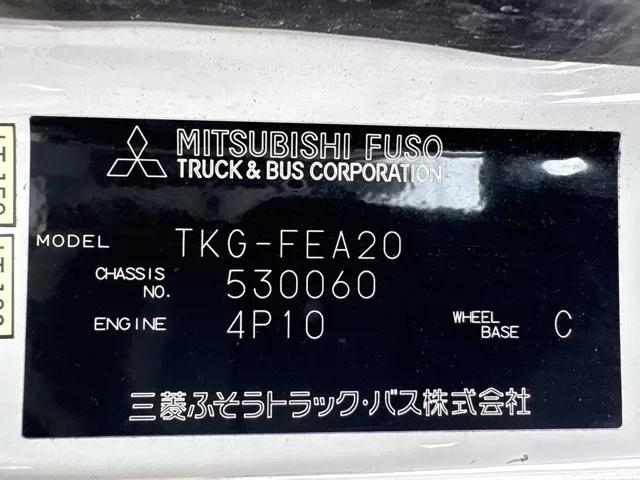 MITSUBISHI FUSO
TRUCK & BUS CORPORATION
MODEL TKG-FEA20
CHASSIS NO. 530060
ENGINE 4P10 WHEEL BASE C
三菱ふそうトラック・バス株式会社